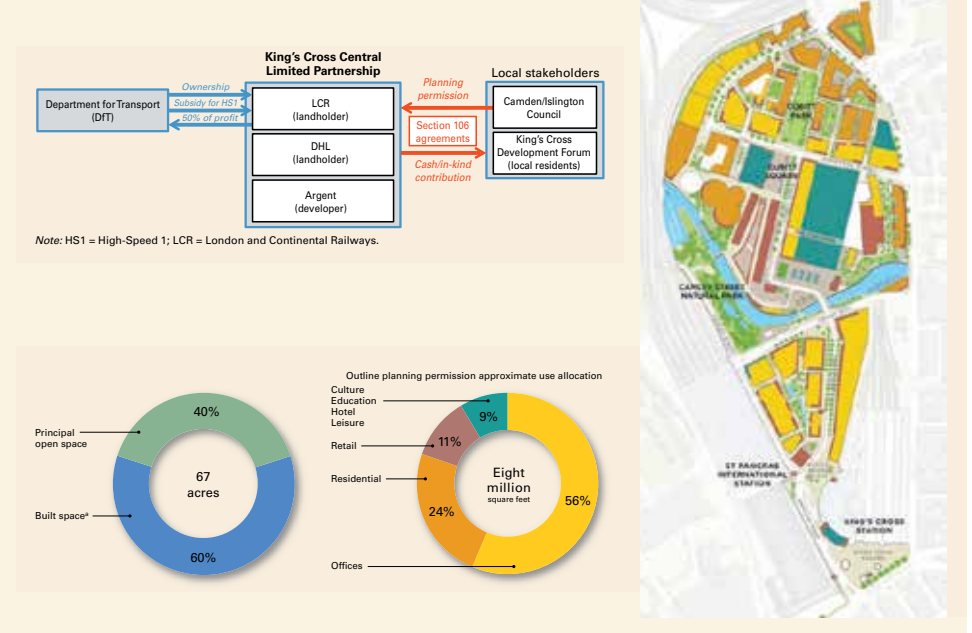 King's Cross Central
Limited Partnership
Local stakeholders
Department for Transport
(DfT)
Ownership
Subsidy for HS1
50% of profit
LCR
(landholder)
DHL
(landholder)
Argent
(developer)
Planning
permission
Section 106
agreements
Cash/in-kind
contribution
Camden/Islington
Council
King's Cross
Development Forum
(local residents)
Note: HS1 = High-Speed 1; LCR = London and Continental Railways.
40%
Principal
open space
67
acres
Built spaceª
60%
Outline planning permission approximate use allocation
Culture
Education
Hotel
Leisure
9%
Retail
11%
Residential
24%
Eight
million
square feet
56%
Offices
CUBITT
PARK
CUBITT
SQUARE
CAMLEY STREET
NATURAL PARK
ST PANCRAS
INTERNATIONAL
STATION
KING'S CROSS
STATION